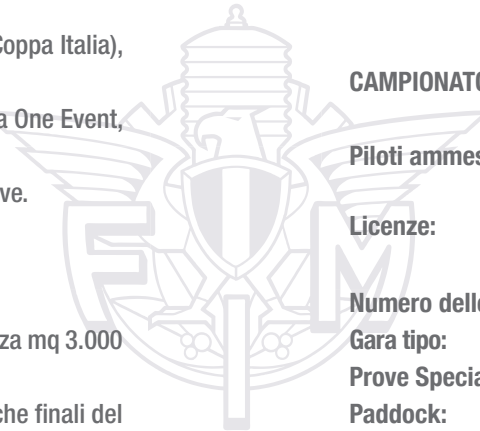 Coppa Italia),
a One Event,
ve.
za mq 3.000
che finali del
CAMPIONATO
Piloti ammes
Licenze:
Numero delle
Gara tipo:
Prove Specia
Paddock:
F M